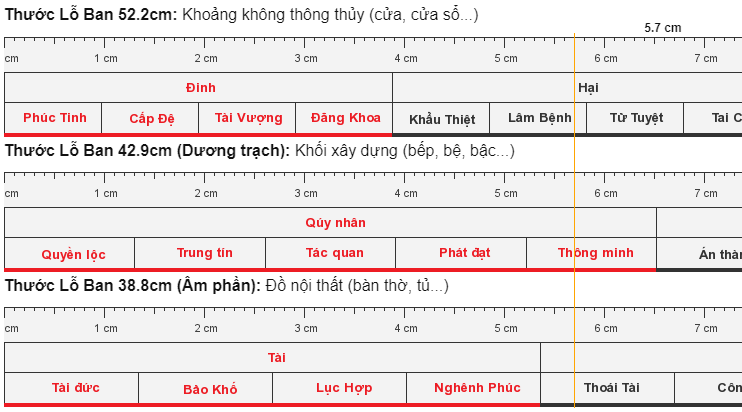 Thước Lỗ Ban 52.2cm: Khoảng không thông thủy (cửa, cửa sổ...)
5.7 cm
cm 1 cm 2 cm 3 cm 4 cm 5 cm 6 cm 7 cm
Đinh Hại
Phúc Tinh Cấp Đệ Tài Vượng Đăng Khoa Khẩu Thiệt Lâm Bệnh Tử Tuyệt Tai C
Thước Lỗ Ban 42.9cm (Dương trạch): Khối xây dựng (bếp, bệ, bậc...)
cm 1 cm 2 cm 3 cm 4 cm 5 cm 6 cm 7 cm
Qúy nhân
Quyền lộc Trung tín Tác quan Phát đạt Thông minh Án thàn
Thước Lỗ Ban 38.8cm (Âm phần): Đồ nội thất (bàn thờ, tủ...)
cm 1 cm 2 cm 3 cm 4 cm 5 cm 6 cm 7 cm
Tài
Tài đức Bảo Khố Lục Hợp Nghênh Phúc Thoái Tài Côn